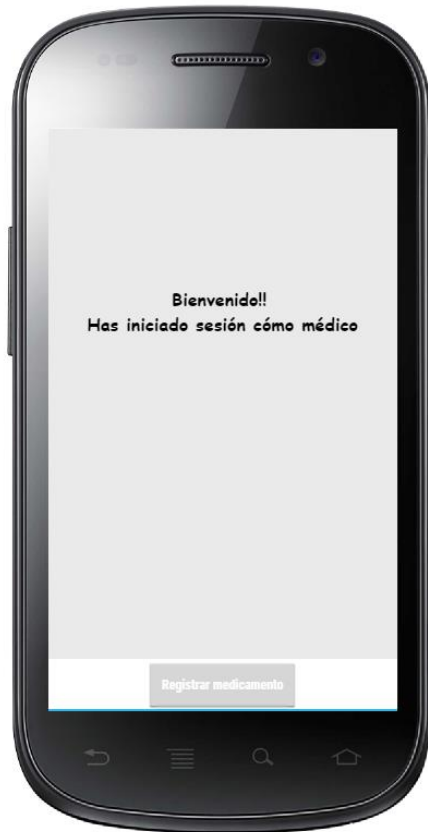 Bienvenido!!
Has iniciado sesión cómo médico
Registrar medicamento